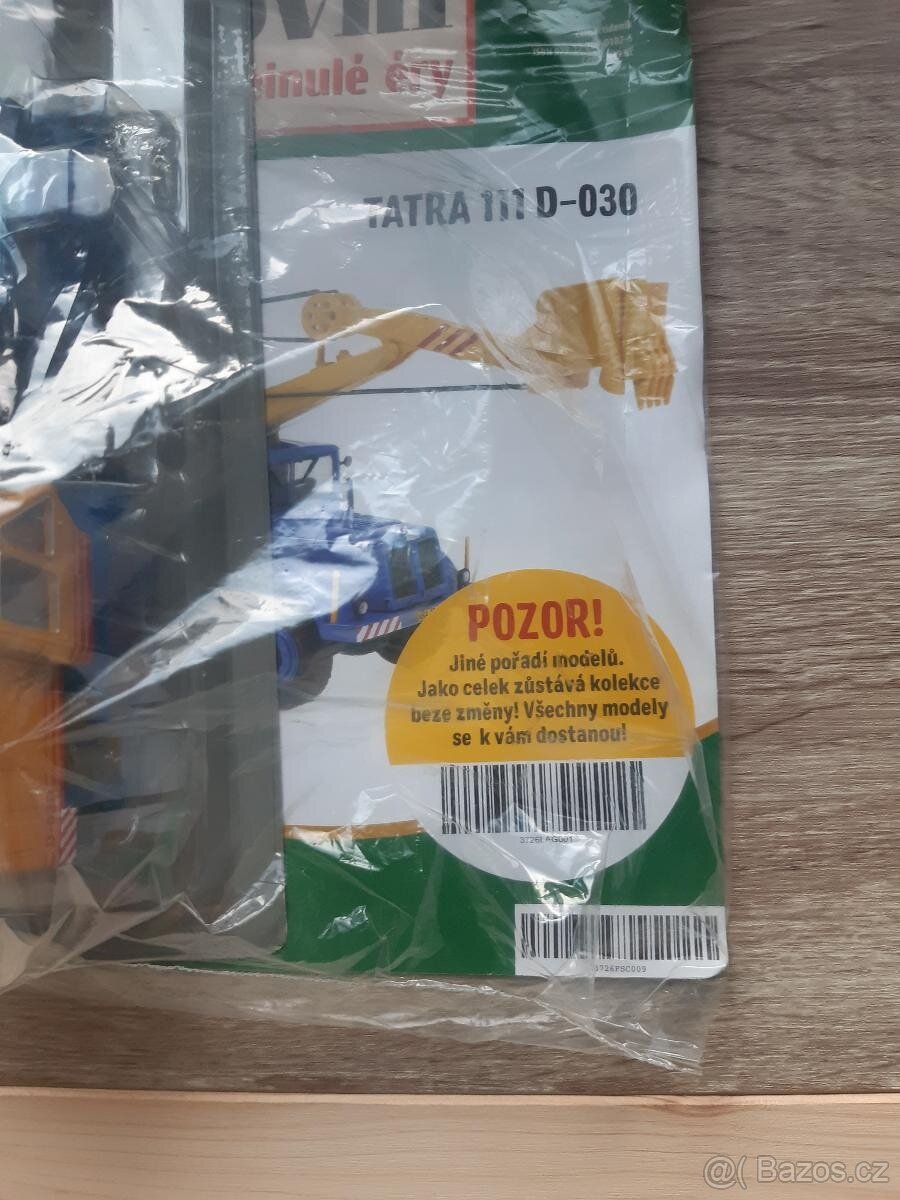 minulé éry
TATRA 111 D-030
POZOR!
Jiné pořadí modelů.
Jako celek zůstává kolekce
beze změny! Všechny modely
se k vám dostanou!
3726FSC009
@( Bazos.cz